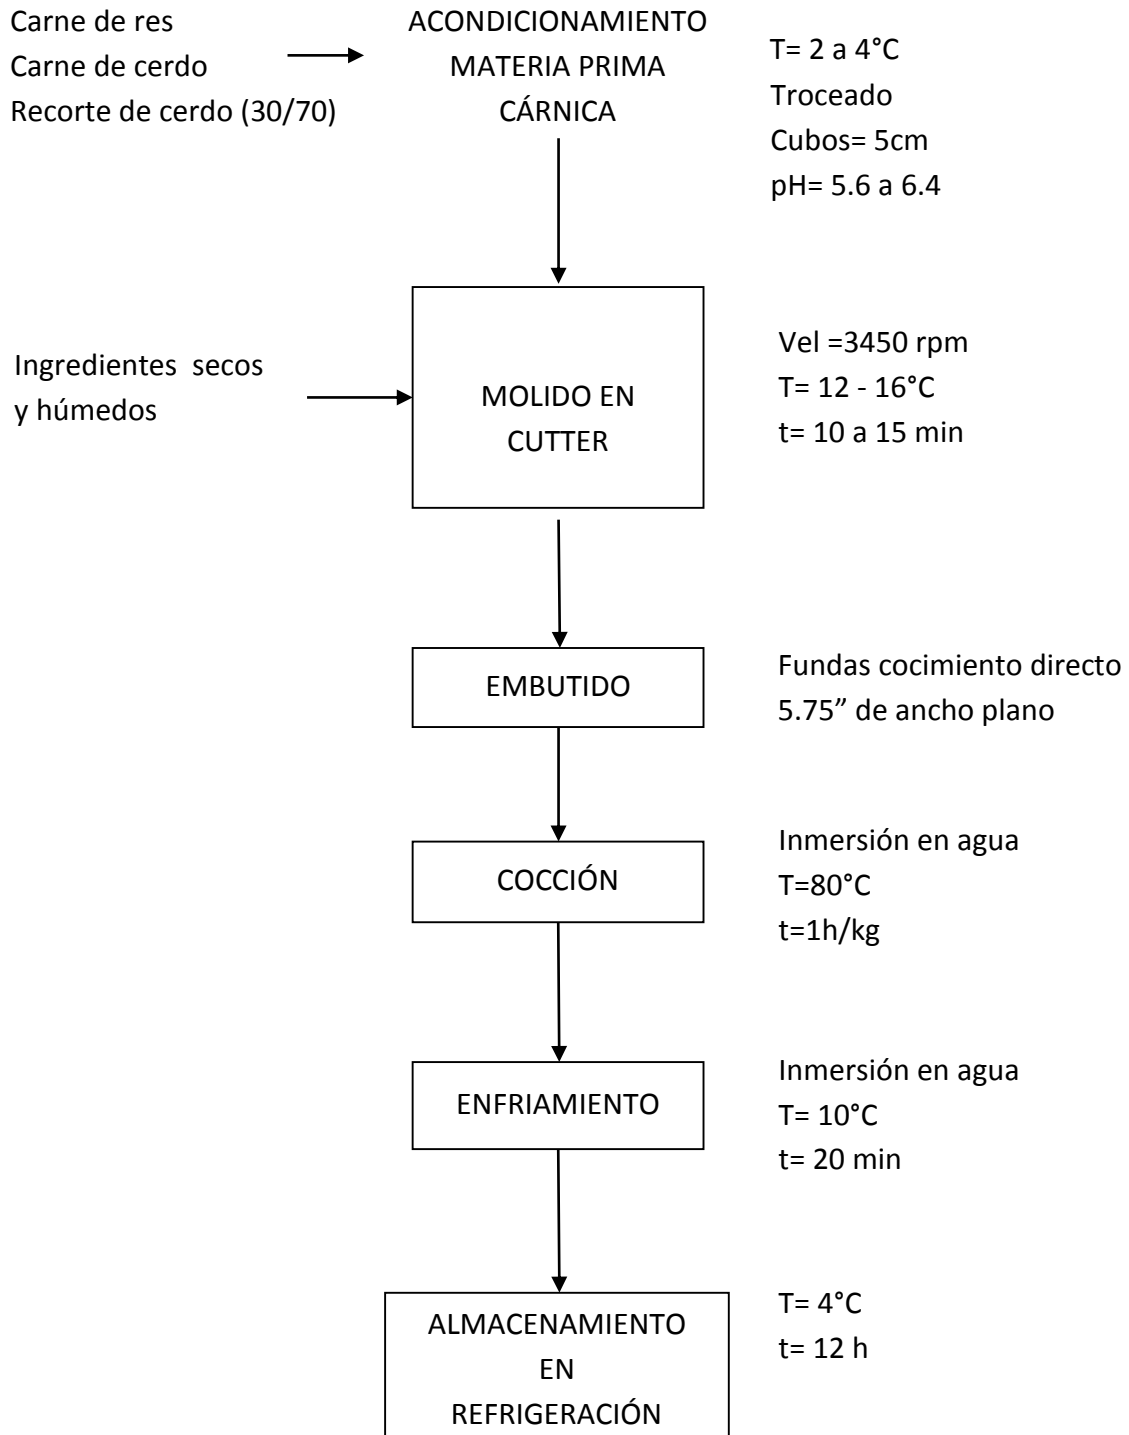 Carne de res
Carne de cerdo
Recorte de cerdo (30/70)
ACONDICIONAMIENTO
MATERIA PRIMA
CÁRNICA
T= 2 a 4°C
Troceado
Cubos= 5cm
pH= 5.6 a 6.4
Ingredientes secos
y húmedos
MOLIDO EN
CUTTER
Vel =3450 rpm
T= 12 - 16°C
t= 10 a 15 min
EMBUTIDO
Fundas cocimiento directo
5.75” de ancho plano
COCCIÓN
Inmersión en agua
T=80°C
t=1h/kg
ENFRIAMIENTO
Inmersión en agua
T= 10°C
t= 20 min
ALMACENAMIENTO
EN
REFRIGERACIÓN
T= 4°C
t= 12 h